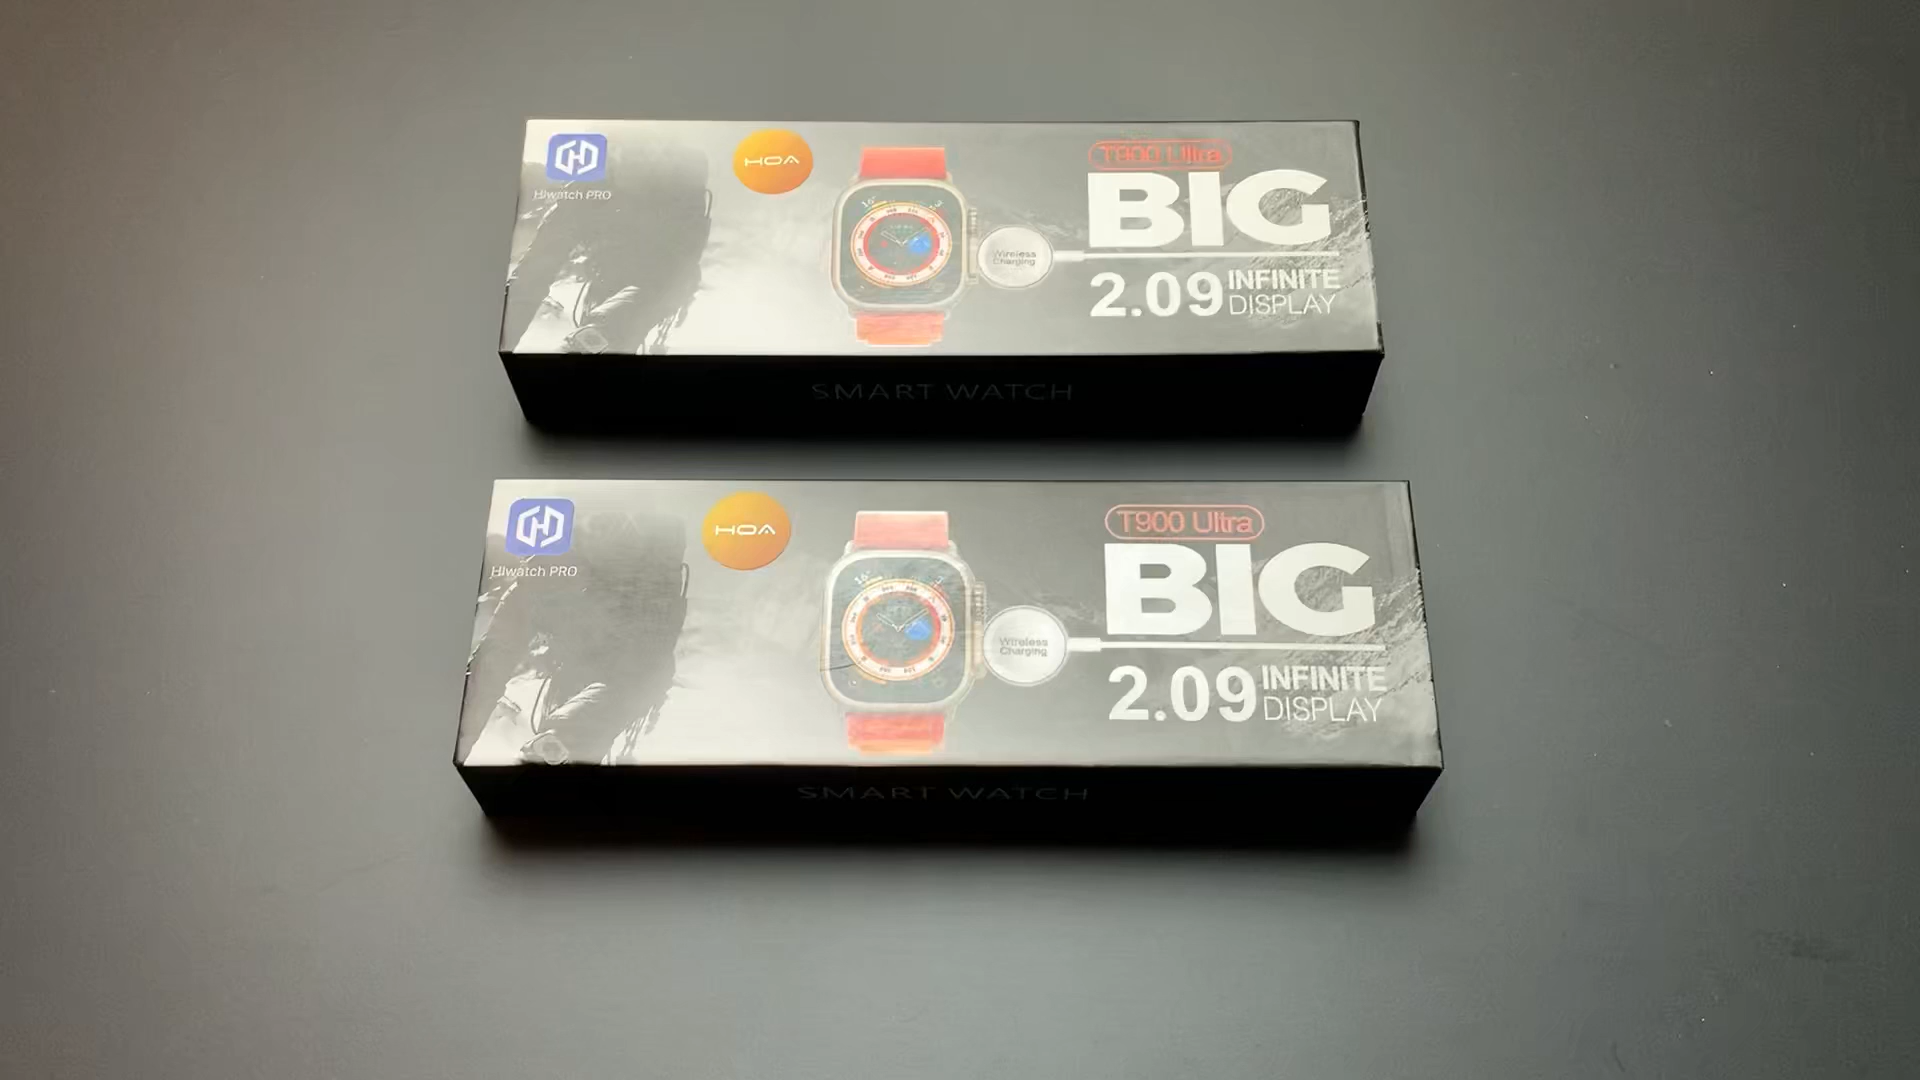 Hiwatch PRO
HOA
T900 Ultra
BIG
Wireless
Charging
2.09 INFINITE
DISPLAY
SMART WATCH
Hiwatch PRO
HOA
T900 Ultra
BIG
Wireless
Charging
2.09 INFINITE
DISPLAY
SMART WATCH